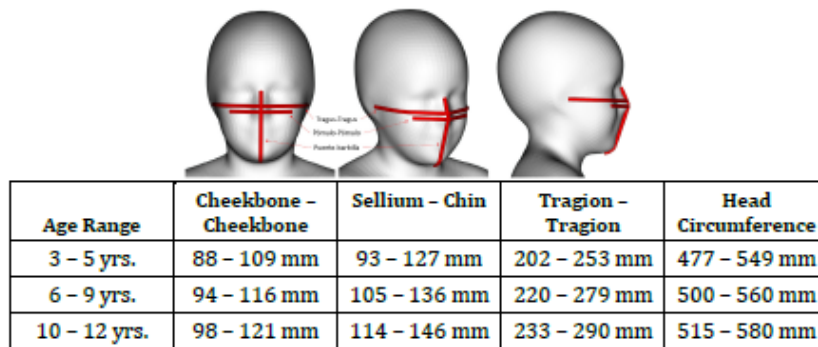 Tragus-Tragus
Pómulo-Pómulo
Puente-barbilla
Age Range
Cheekbone –
Cheekbone
Sellium – Chin
Tragion –
Tragion
Head
Circumference
3 – 5 yrs.
88 – 109 mm
93 – 127 mm
202 – 253 mm
477 – 549 mm
6 – 9 yrs.
94 – 116 mm
105 – 136 mm
220 – 279 mm
500 – 560 mm
10 – 12 yrs.
98 – 121 mm
114 – 146 mm
233 – 290 mm
515 – 580 mm